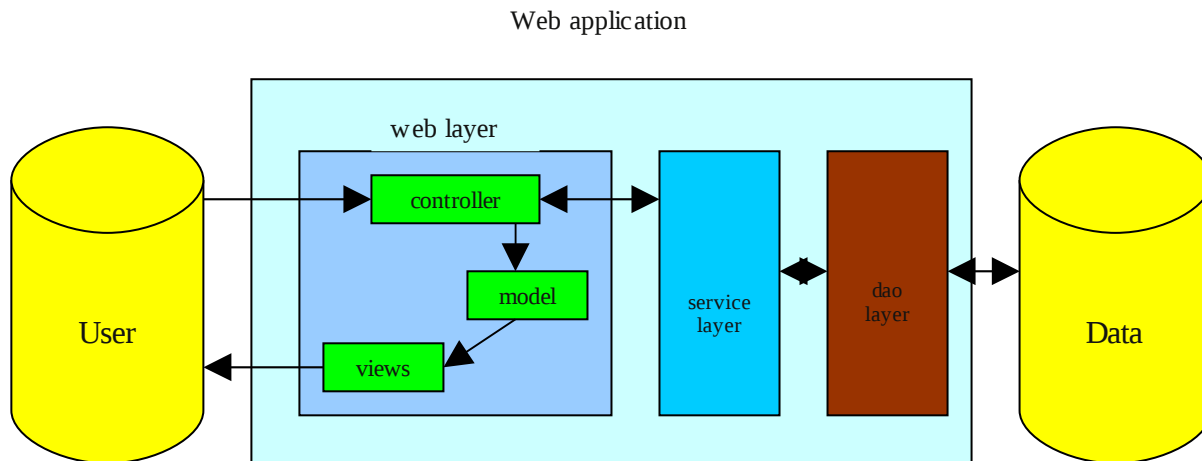 Web application
web layer
controller
model
views
User
service
layer
dao
layer
Data